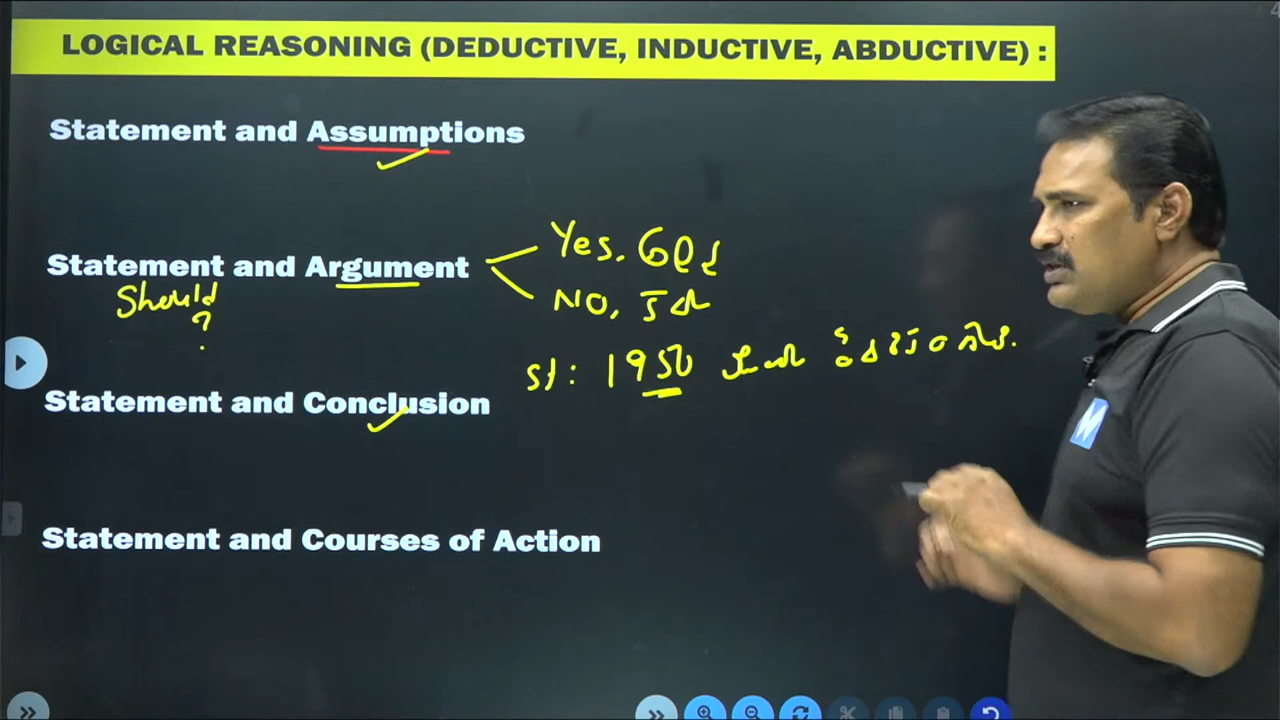 LOGICAL REASONING (DEDUCTIVE, INDUCTIVE, ABDUCTIVE) :
Statement and Assumptions
Statement and Argument
Yes.
NO,
Should
?
St: 1950
Statement and Conclusion
Statement and Courses of Action